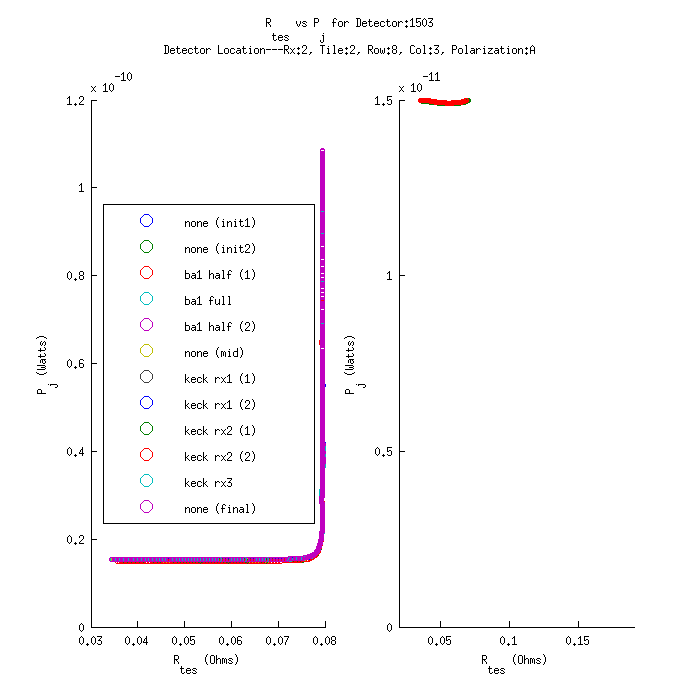 R tes vs P j for Detector:1503
Detector Location---Rx:2, Tile:2, Row:8, Col:3, Polarization:A
x 10^-10
1.2
1
0.8
0.6
0.4
0.2
0
P j (Watts)
none (init1)
none (init2)
ba1 half (1)
ba1 full
ba1 half (2)
none (mid)
keck rx1 (1)
keck rx1 (2)
keck rx2 (1)
keck rx2 (2)
keck rx3
none (final)
0.03 0.04 0.05 0.06 0.07 0.08
R tes (Ohms)
x 10^-11
1.5
1
0.5
0
P j (Watts)
0.05 0.1 0.15
R tes (Ohms)